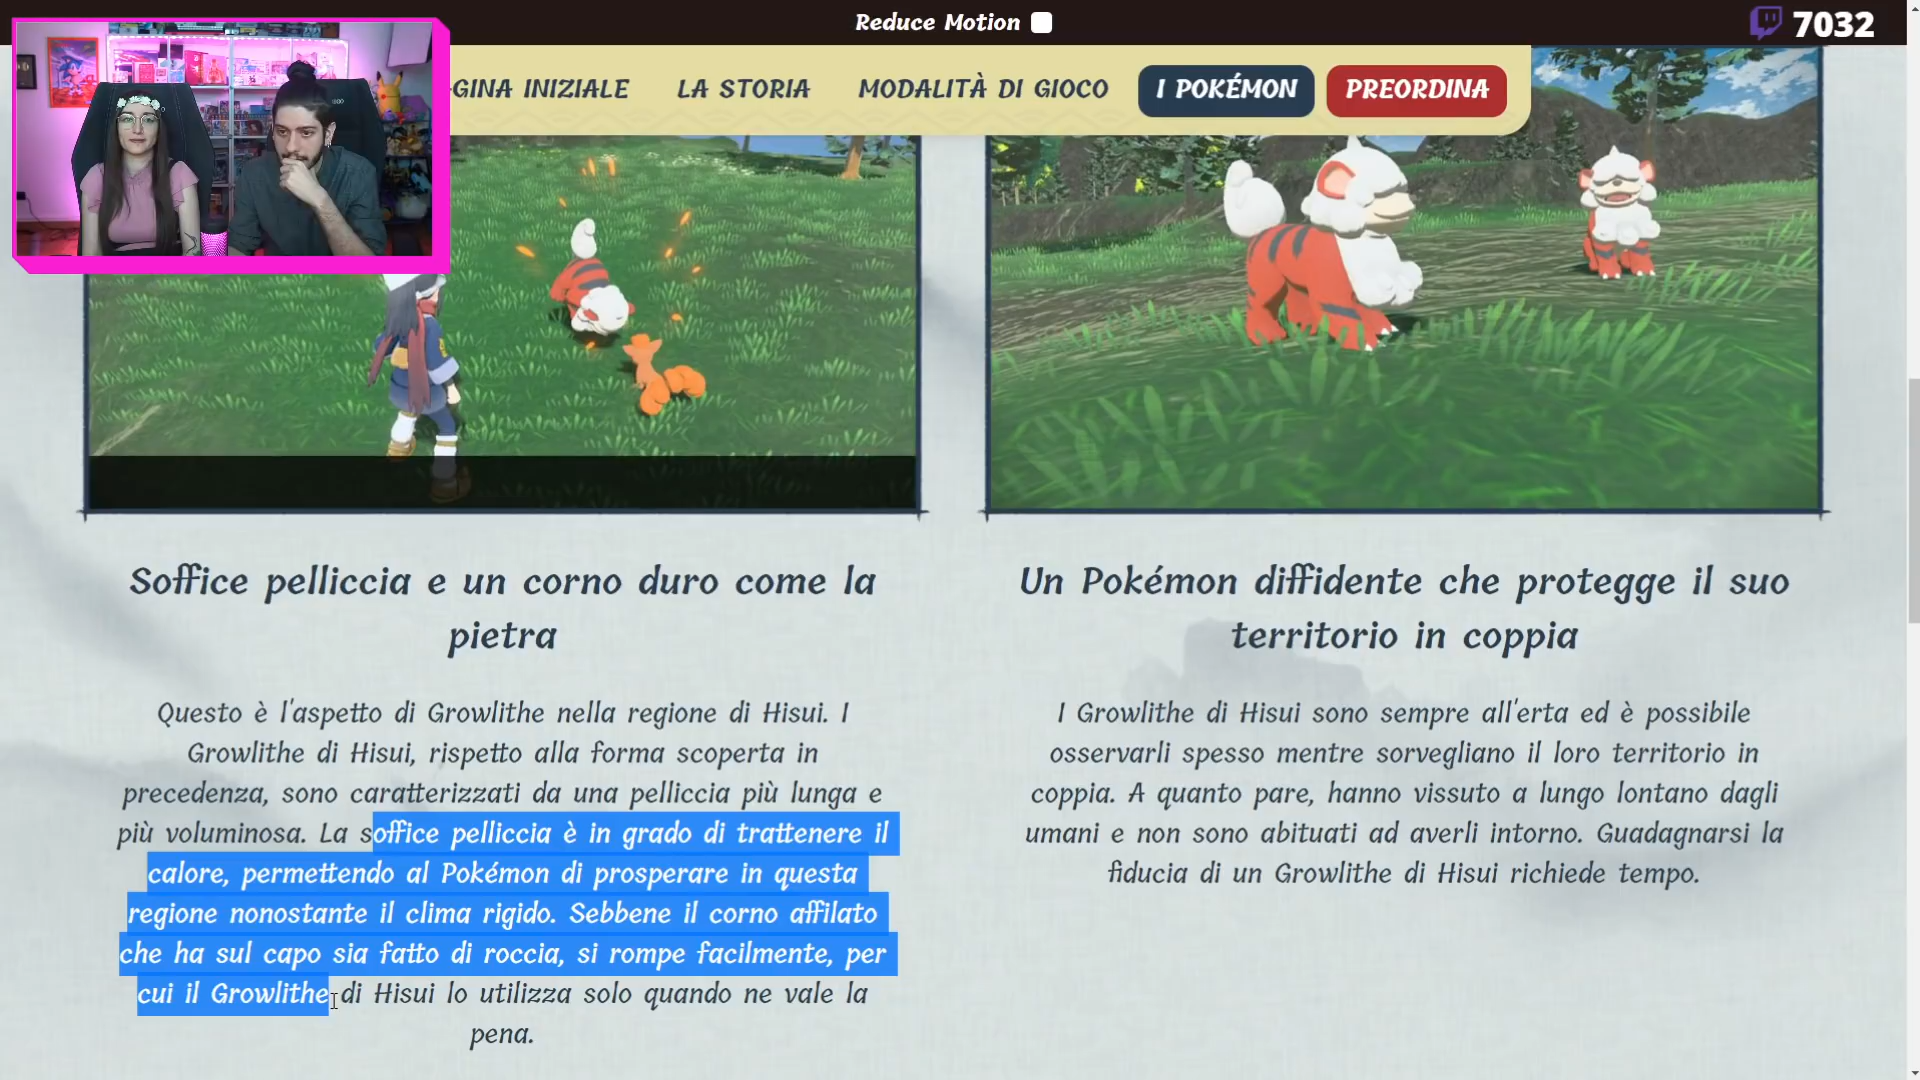 Reduce Motion
7032
GINA INIZIALE
LA STORIA
MODALITÀ DI GIOCO
I POKÉMON
PREORDINA
Soffice pelliccia e un corno duro come la
pietra
Questo è l'aspetto di Growlithe nella regione di Hisui. I
Growlithe di Hisui, rispetto alla forma scoperta in
precedenza, sono caratterizzati da una pelliccia più lunga e
più voluminosa. La soffice pelliccia è in grado di trattenere il
calore, permettendo al Pokémon di prosperare in questa
regione nonostante il clima rigido. Sebbene il corno affilato
che ha sul capo sia fatto di roccia, si rompe facilmente, per
cui il Growlithe di Hisui lo utilizza solo quando ne vale la
pena.
Un Pokémon diffidente che protegge il suo
territorio in coppia
I Growlithe di Hisui sono sempre all'erta ed è possibile
osservarli spesso mentre sorvegliano il loro territorio in
coppia. A quanto pare, hanno vissuto a lungo lontano dagli
umani e non sono abituati ad averli intorno. Guadagnarsi la
fiducia di un Growlithe di Hisui richiede tempo.